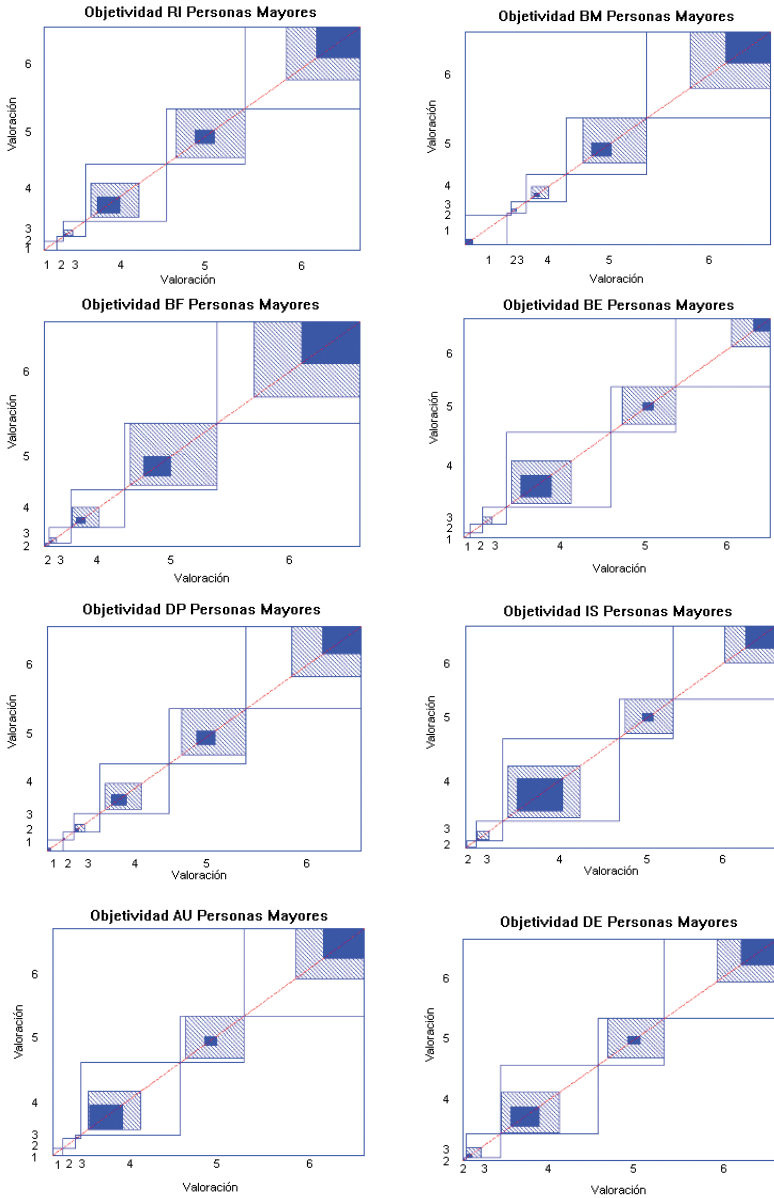 Objetividad RI Personas Mayores
Valoración
6
5
4
3
2
1
1 2 3 4 5 6
Valoración
Objetividad BM Personas Mayores
Valoración
6
5
4
3
2
1
1 2 3 4 5 6
Valoración
Objetividad BF Personas Mayores
Valoración
6
5
4
3
2
2 3 4 5 6
Valoración
Objetividad BE Personas Mayores
Valoración
6
5
4
3
2
1
1 2 3 4 5 6
Valoración
Objetividad DP Personas Mayores
Valoración
6
5
4
3
2
1
1 2 3 4 5 6
Valoración
Objetividad IS Personas Mayores
Valoración
6
5
4
3
2
2 3 4 5 6
Valoración
Objetividad AU Personas Mayores
Valoración
6
5
4
3
2
1
1 2 3 4 5 6
Valoración
Objetividad DE Personas Mayores
Valoración
6
5
4
3
2
2 3 4 5 6
Valoración